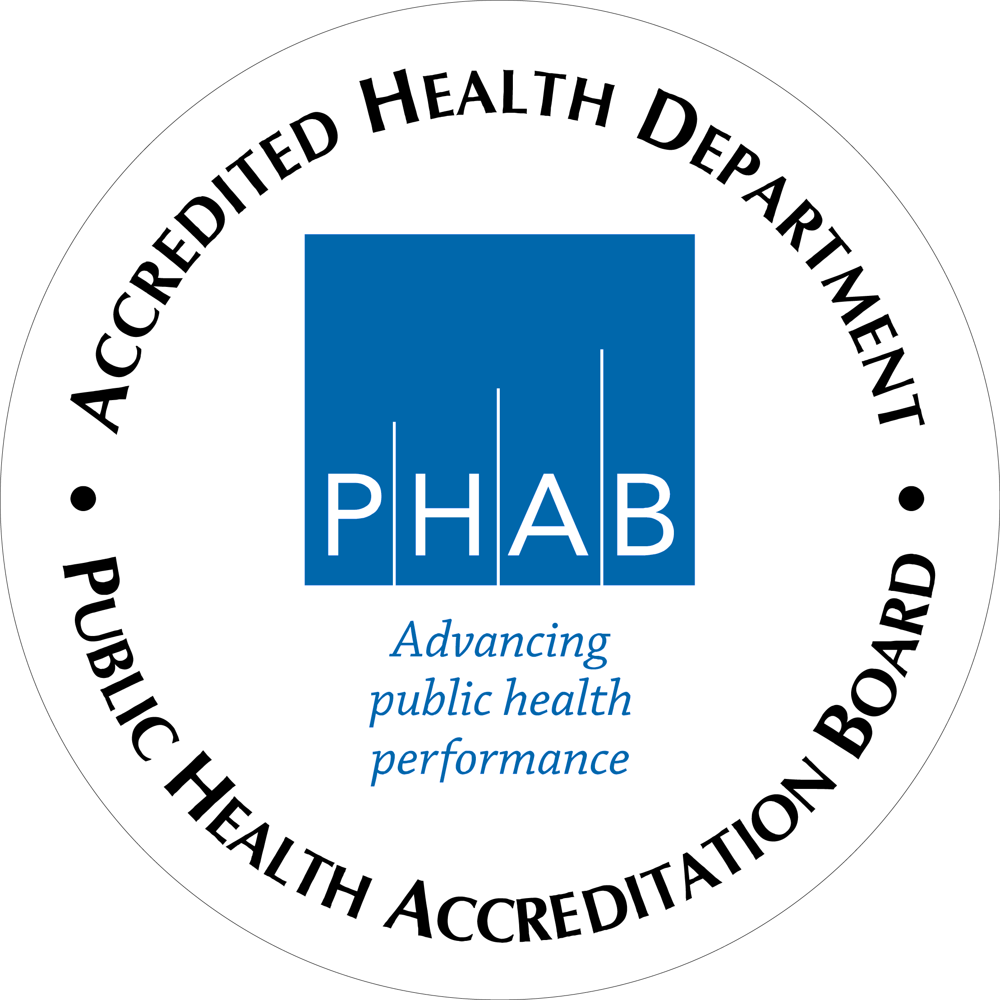 ACCREDITED HEALTH DEPARTMENT
PHAB
Advancing
public health
performance
PUBLIC HEALTH ACCREDITATION BOARD